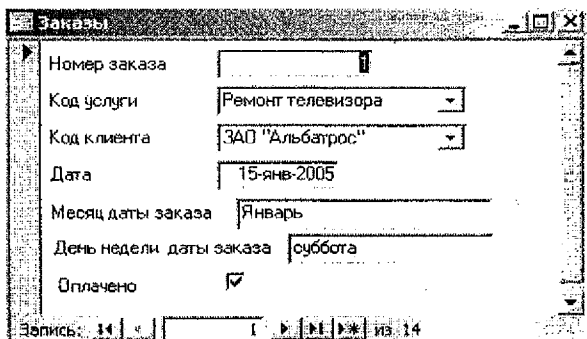 Заказы
Номер заказа 1
Код услуги Ремонт телевизора
Код клиента ЗАО "Альбатрос"
Дата 15-янв-2005
Месяц даты заказа Январь
День недели даты заказа суббота
Оплачено
Запись: 1 из 14